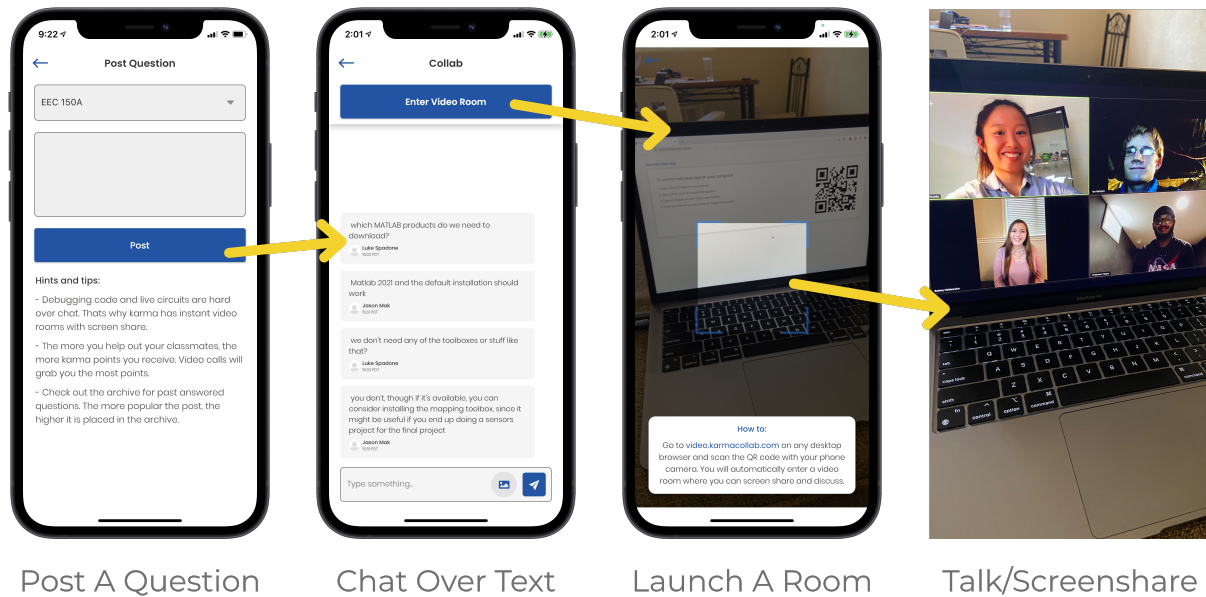 9:22
Post Question
EEC 150A
Post
Hints and tips:
- Debugging code and live circuits are hard
over chat. Thats why karma has instant video
rooms with screen share.
- The more you help out your classmates, the
more karma points you receive. Video calls will
grab you the most points.
- Check out the archive for past answered
questions. The more popular the post, the
higher it is placed in the archive.
Post A Question
2:01
Collab
Enter Video Room
which MATLAB products do we need to
download?
Luke Spadone
Matlab 2021 and the default installation should
work
Jason Mak
we don't need any of the toolboxes or stuff like
that?
Luke Spadone
you don't, though if it's available, you can
consider installing the mapping toolbox, since it
might be useful if you end up doing a sensors
project for the final project
Jason Mak
Type something...
Chat Over Text
2:01
How to:
Go to video.karmacollab.com on any desktop
browser and scan the QR code with your phone
camera. You will automatically enter a video
room where you can screen share and discuss.
Launch A Room
NASA
Q W E R T Y
A S D F G H J K
caps lock
Z X C V B N M
shift
fn control option command
command
Talk/Screenshare